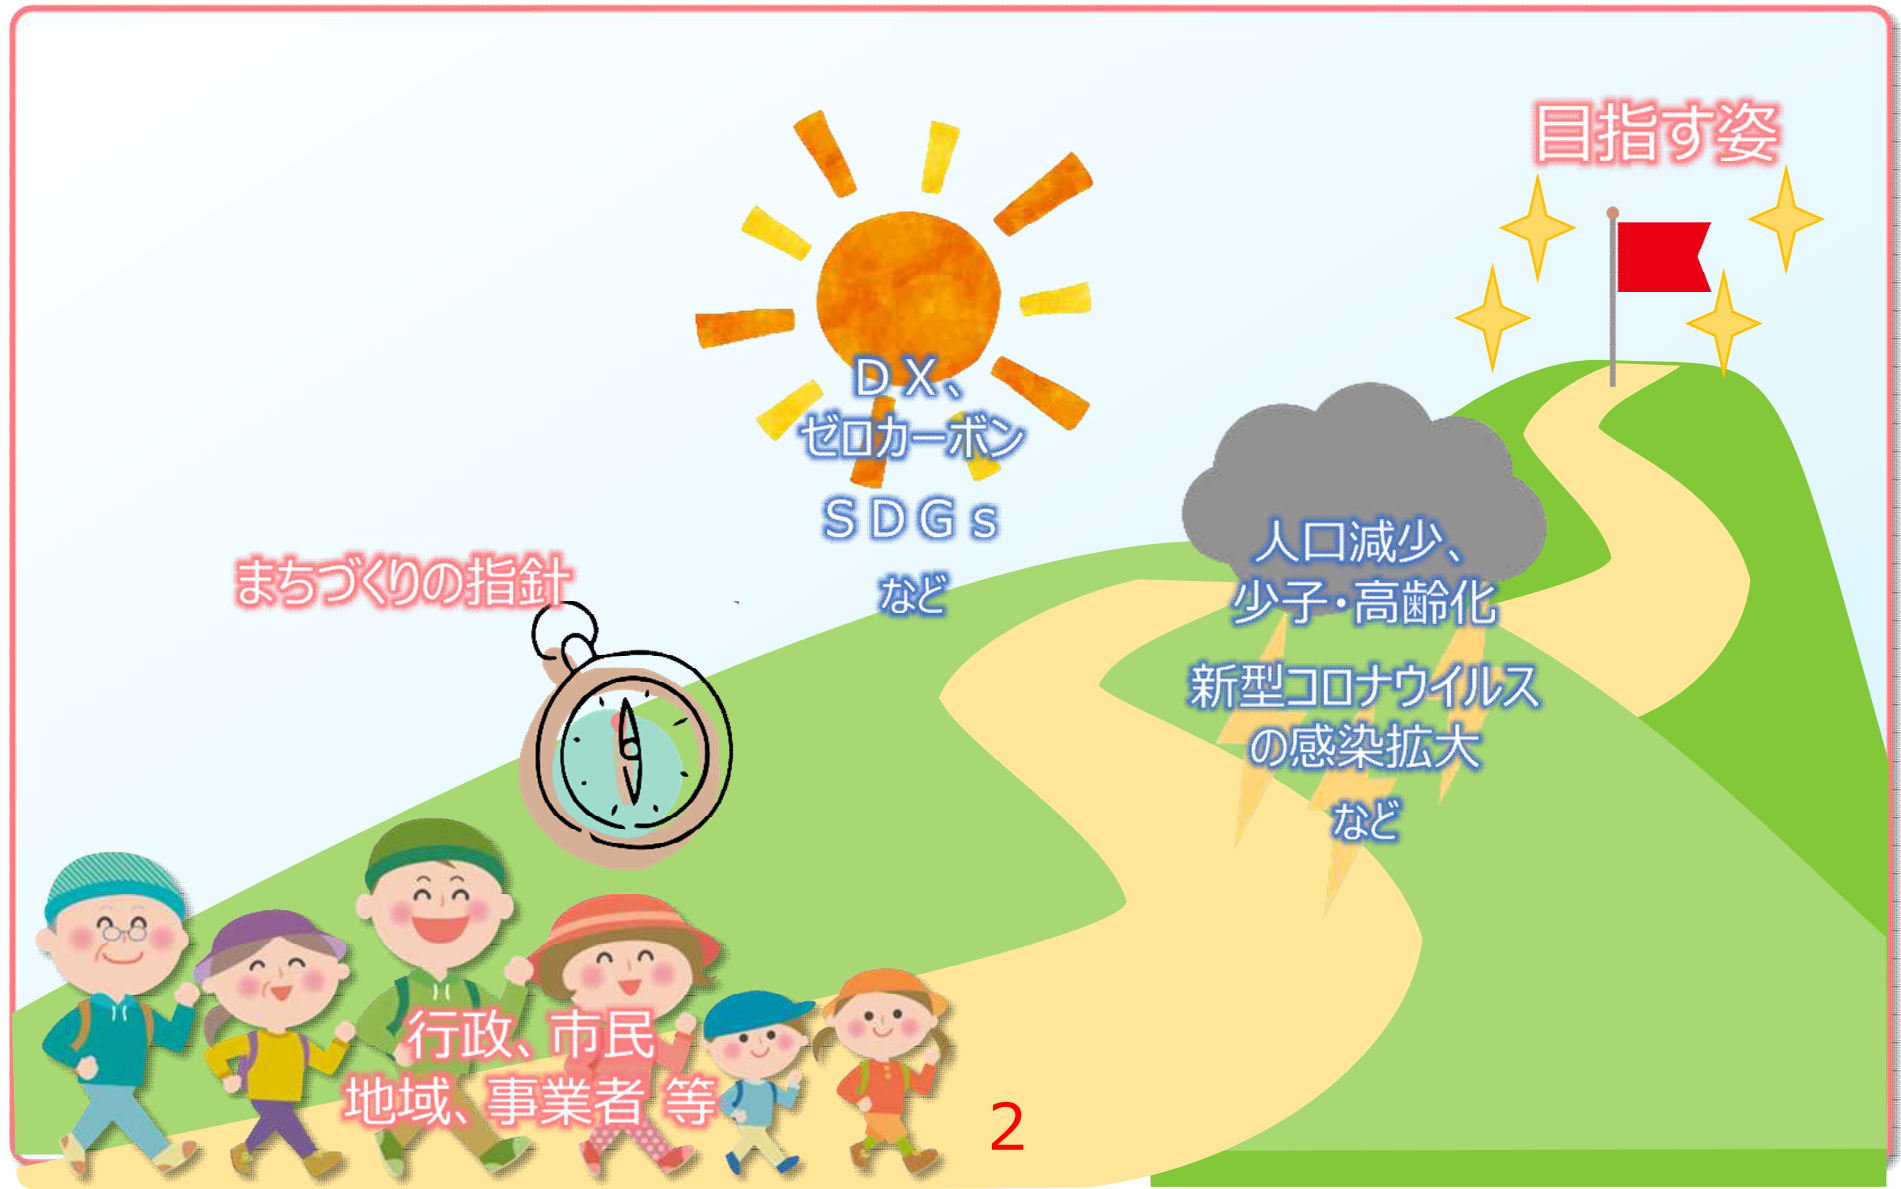 目指す姿
ＤＸ、
ゼロカーボン
ＳＤＧｓ
など
まちづくりの指針
人口減少、
少子・高齢化
新型コロナウイルス
の感染拡大
など
行政、市民
地域、事業者 等
2